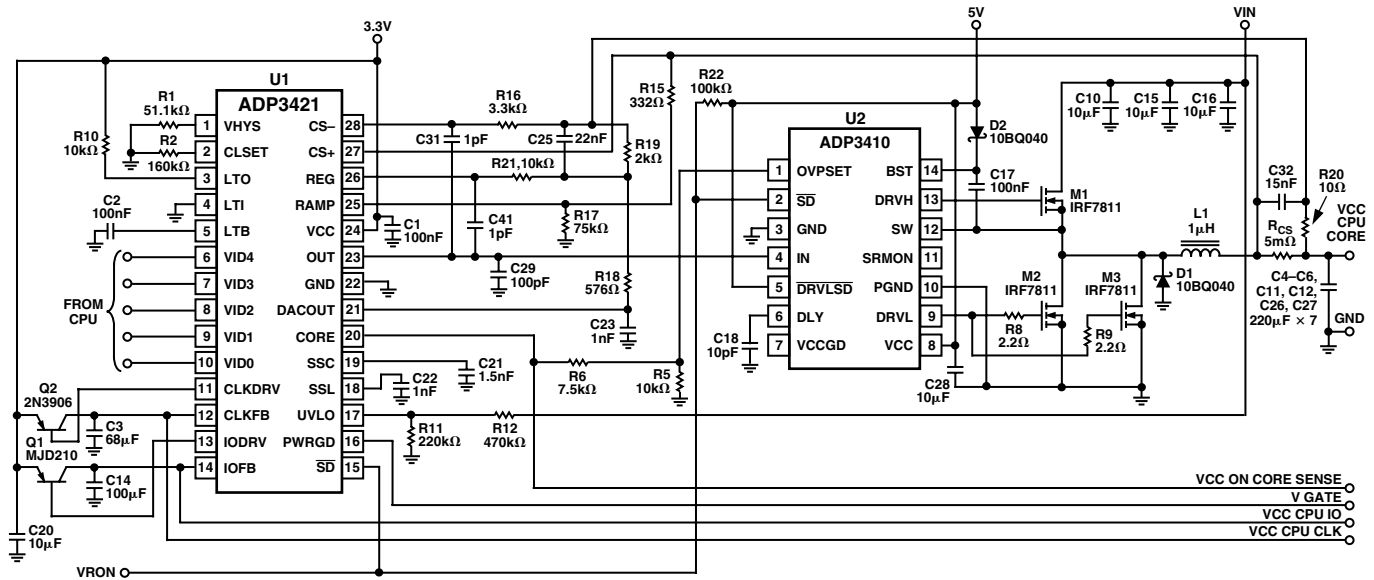 3.3V
5V
VIN
U1
ADP3421
R1
51.1kΩ
R2
160kΩ
R10
10kΩ
C2
100nF
1 VHYS
2 CLSET
3 LTO
4 LTI
5 LTB
6 VID4
7 VID3
8 VID2
9 VID1
10 VID0
11 CLKDRV
12 CLKFB
13 IODRV
14 IOFB
CS– 28
CS+ 27
REG 26
RAMP 25
VCC 24
OUT 23
GND 22
DACOUT 21
CORE 20
SSC 19
SSL 18
UVLO 17
PWRGD 16
SD 15
FROM
CPU
Q2
2N3906
C3
68µF
Q1
MJD210
C14
100µF
C20
10µF
VRON
R16
3.3kΩ
C31
1pF
C25
22nF
R21,10kΩ
R19
2kΩ
R15
332Ω
R22
100kΩ
C41
1pF
R17
75kΩ
C1
100nF
C29
100pF
R18
576Ω
C23
1nF
C21
1.5nF
C22
1nF
R6
7.5kΩ
R5
10kΩ
R11
220kΩ
R12
470kΩ
U2
ADP3410
1 OVPSET
2 SD
3 GND
4 IN
5 DRVLSD
6 DLY
7 VCCGD
BST 14
DRVH 13
SW 12
SRMON 11
PGND 10
DRVL 9
VCC 8
C18
10pF
C28
10µF
D2
10BQ040
C17
100nF
C10
10µF
C15
10µF
C16
10µF
M1
IRF7811
M2
IRF7811
M3
IRF7811
R8
2.2Ω
R9
2.2Ω
L1
1µH
D1
10BQ040
C32
15nF
R20
10Ω
RCS
5mΩ
VCC
CPU
CORE
C4–C6,
C11, C12,
C26, C27
220µF × 7
GND
VCC ON CORE SENSE
V GATE
VCC CPU IO
VCC CPU CLK